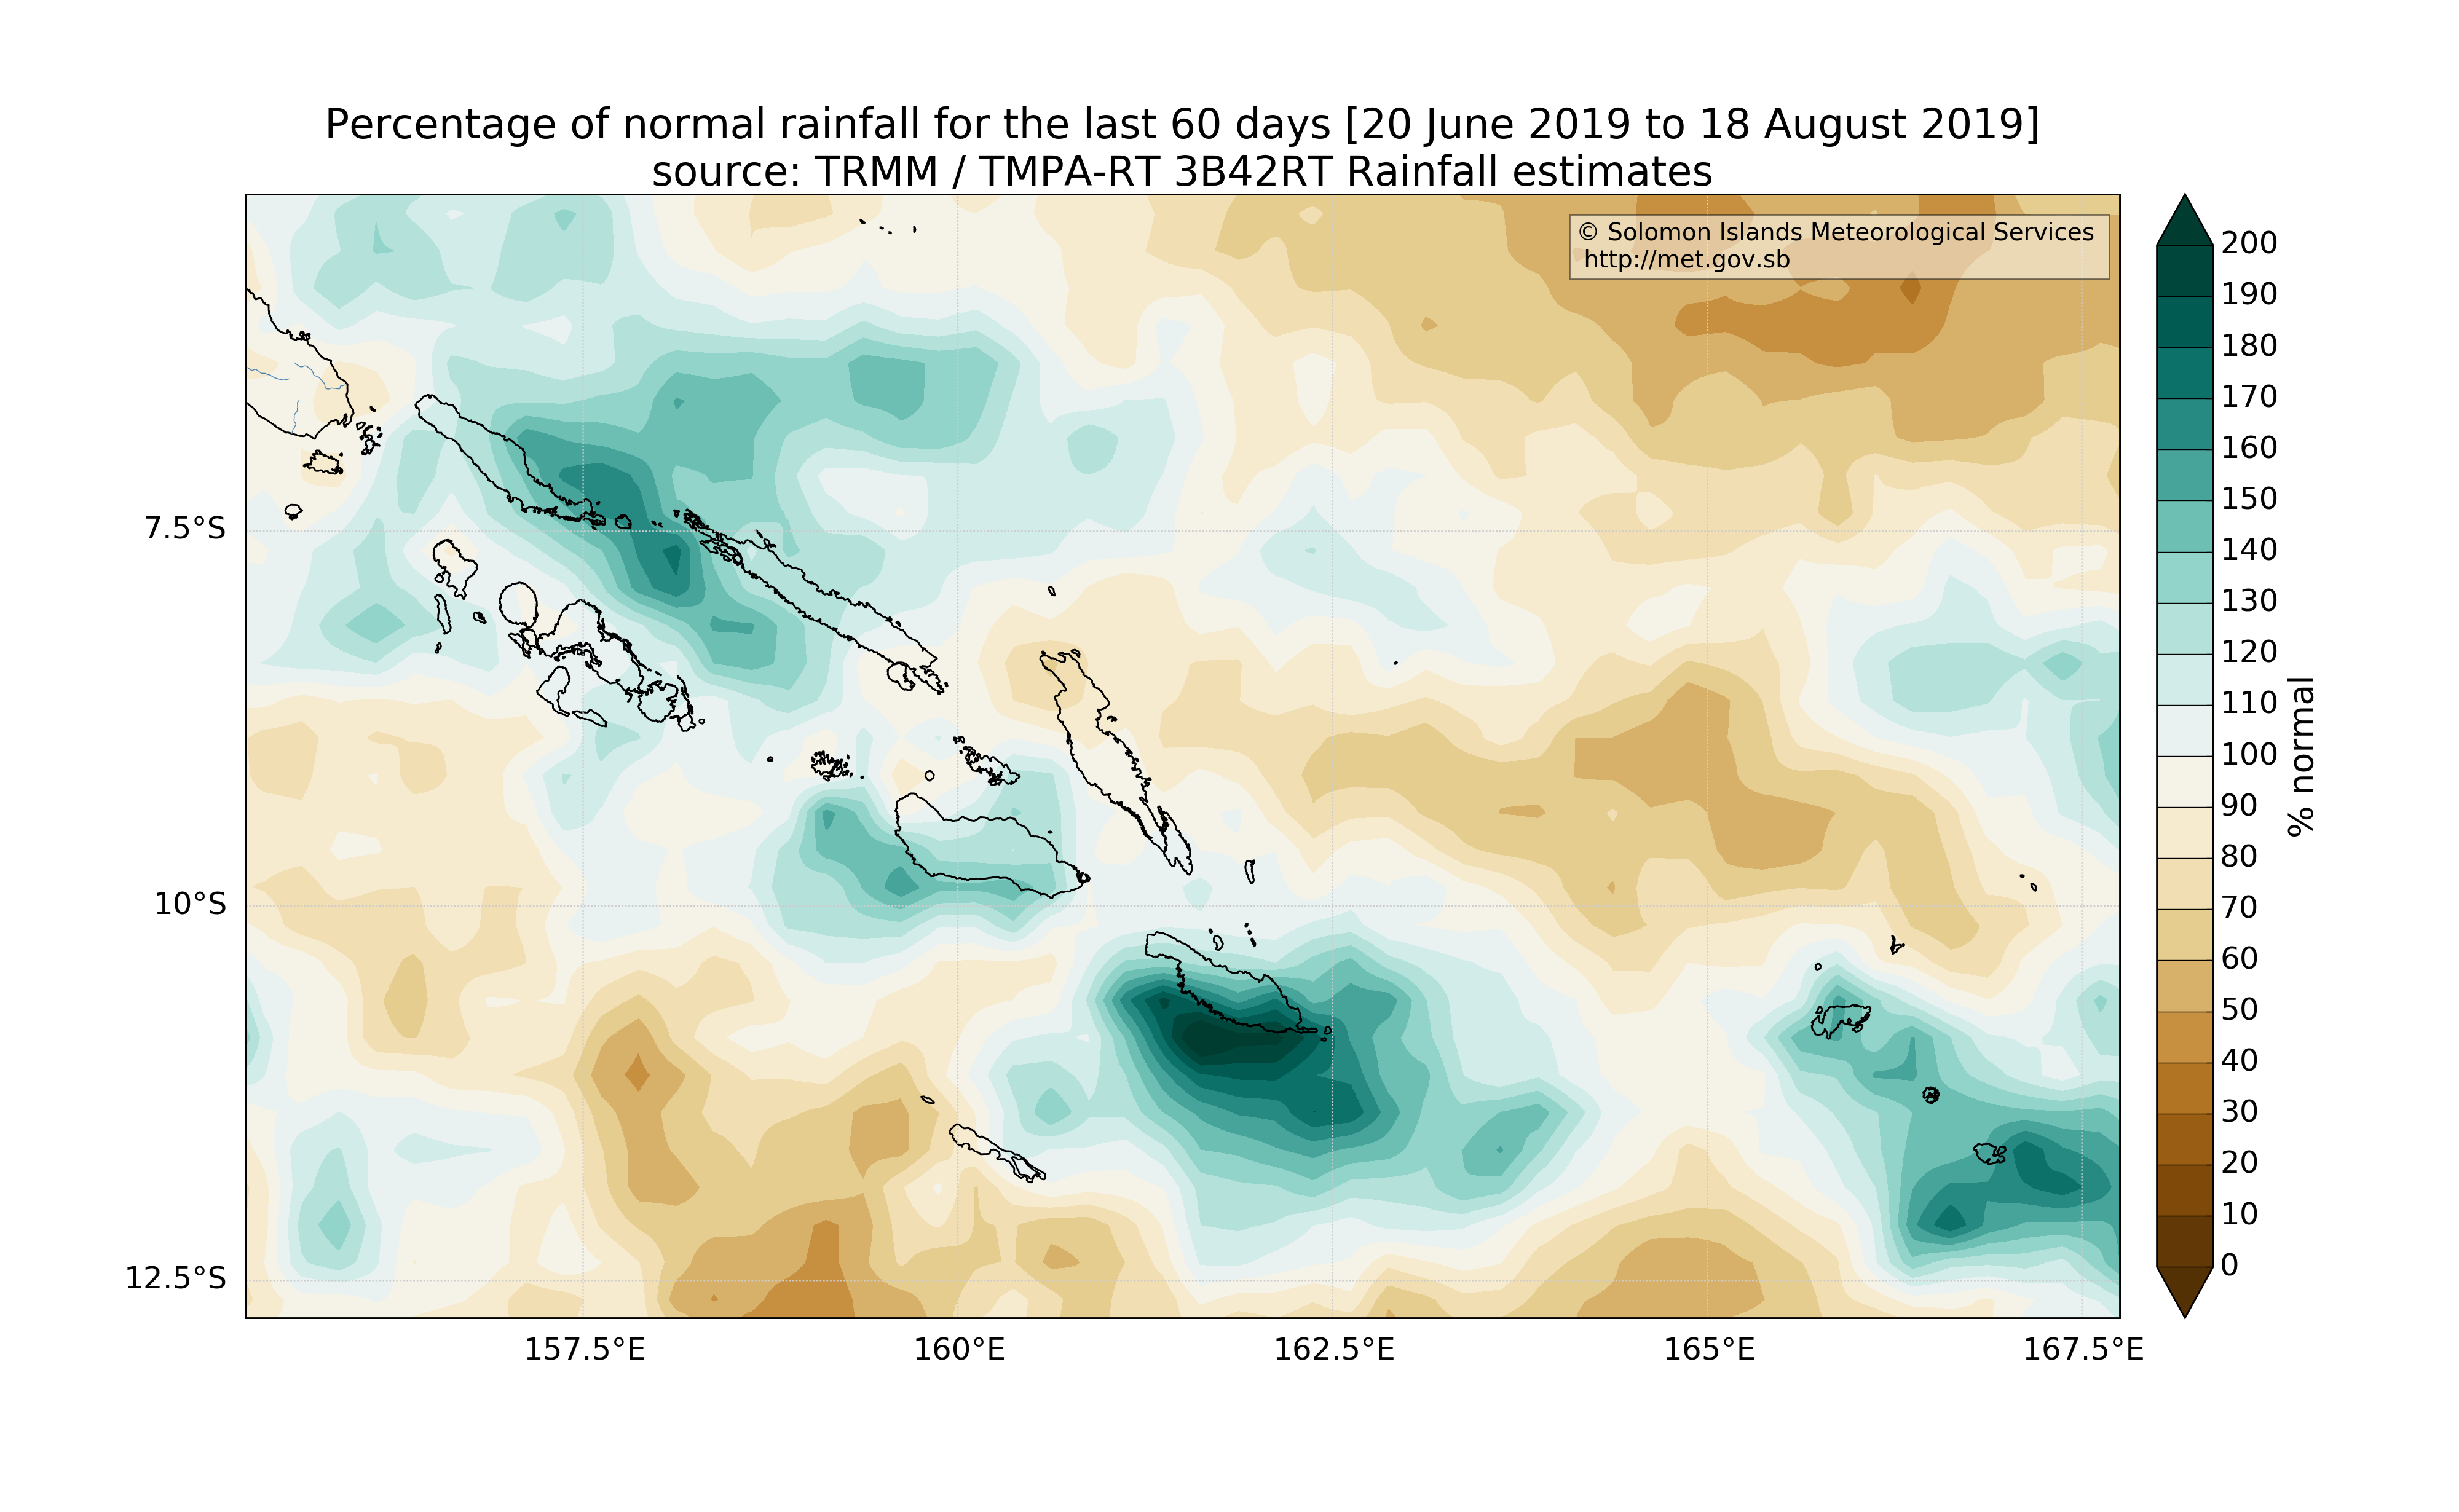 Percentage of normal rainfall for the last 60 days [20 June 2019 to 18 August 2019]
source: TRMM / TMPA-RT 3B42RT Rainfall estimates
© Solomon Islands Meteorological Services
http://met.gov.sb
7.5°S
10°S
12.5°S
157.5°E
160°E
162.5°E
165°E
167.5°E
200
190
180
170
160
150
140
130
120
110
100
90
80
70
60
50
40
30
20
10
0
% normal